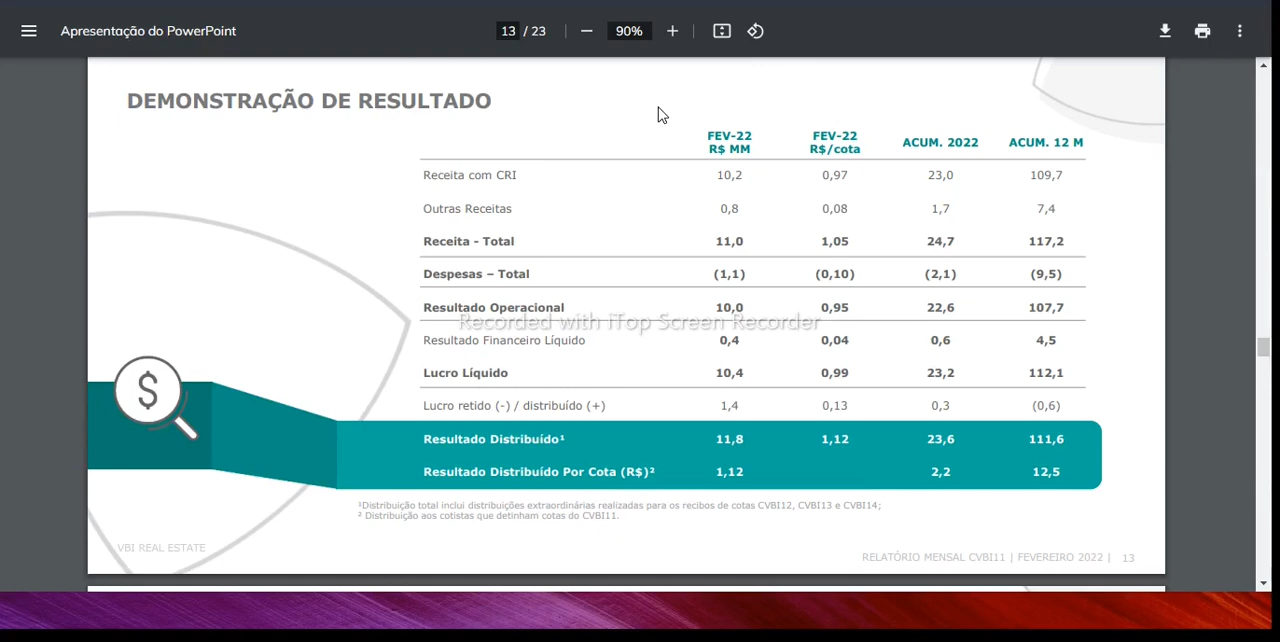 Apresentação do PowerPoint
13 / 23
90%
DEMONSTRAÇÃO DE RESULTADO
FEV-22 R$ MM FEV-22 R$/cota ACUM. 2022 ACUM. 12 M
Receita com CRI 10,2 0,97 23,0 109,7
Outras Receitas 0,8 0,08 1,7 7,4
Receita - Total 11,0 1,05 24,7 117,2
Despesas – Total (1,1) (0,10) (2,1) (9,5)
Resultado Operacional 10,0 0,95 22,6 107,7
Recorded with iTop Screen Recorder
Resultado Financeiro Líquido 0,4 0,04 0,6 4,5
Lucro Líquido 10,4 0,99 23,2 112,1
Lucro retido (-) / distribuído (+) 1,4 0,13 0,3 (0,6)
Resultado Distribuído¹ 11,8 1,12 23,6 111,6
Resultado Distribuído Por Cota (R$)² 1,12 2,2 12,5
¹Distribuição total inclui distribuições extraordinárias realizadas para os recibos de cotas CVBI12, CVBI13 e CVBI14;
² Distribuição aos cotistas que detinham cotas do CVBI11.
VBI REAL ESTATE
RELATÓRIO MENSAL CVBI11 | FEVEREIRO 2022 | 13